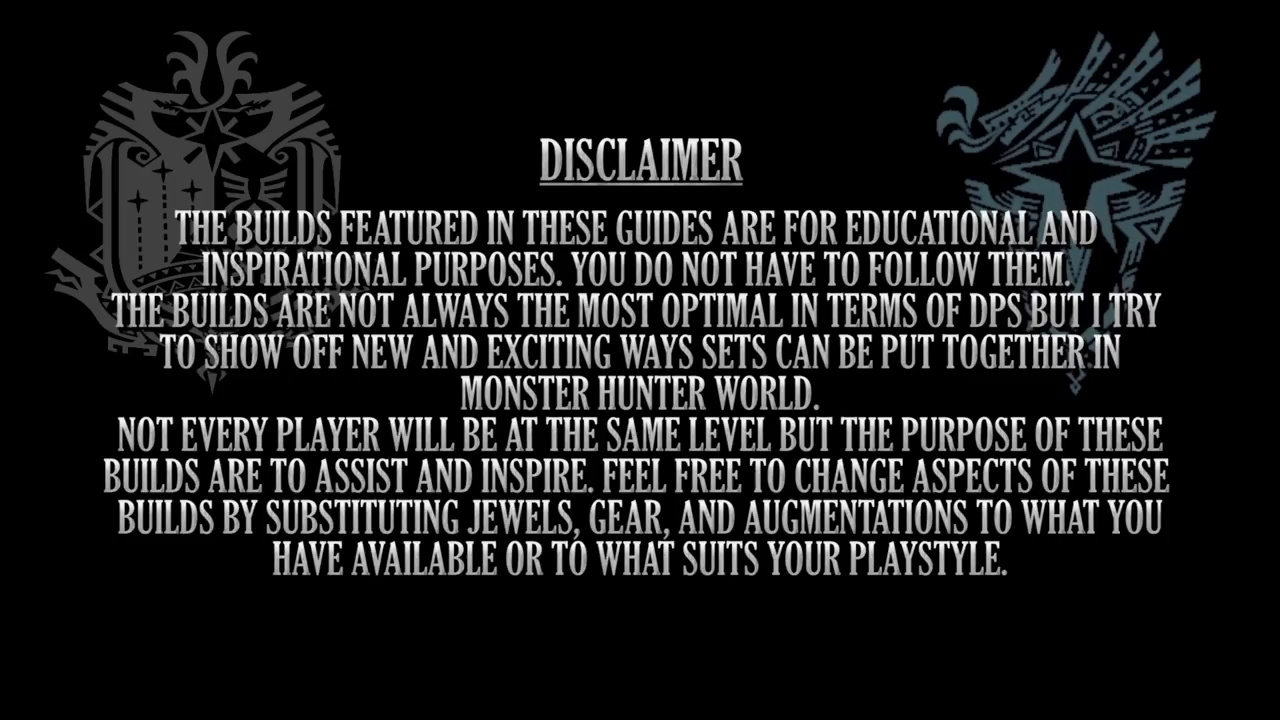 DISCLAIMER
THE BUILDS FEATURED IN THESE GUIDES ARE FOR EDUCATIONAL AND
INSPIRATIONAL PURPOSES. YOU DO NOT HAVE TO FOLLOW THEM.
THE BUILDS ARE NOT ALWAYS THE MOST OPTIMAL IN TERMS OF DPS BUT I TRY
TO SHOW OFF NEW AND EXCITING WAYS SETS CAN BE PUT TOGETHER IN
MONSTER HUNTER WORLD.
NOT EVERY PLAYER WILL BE AT THE SAME LEVEL BUT THE PURPOSE OF THESE
BUILDS ARE TO ASSIST AND INSPIRE. FEEL FREE TO CHANGE ASPECTS OF THESE
BUILDS BY SUBSTITUTING JEWELS, GEAR, AND AUGMENTATIONS TO WHAT YOU
HAVE AVAILABLE OR TO WHAT SUITS YOUR PLAYSTYLE.